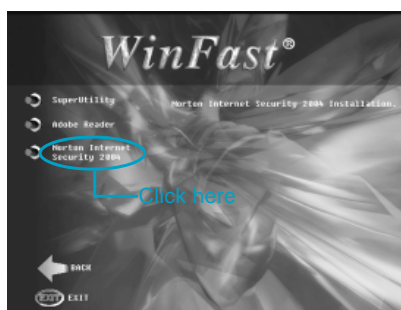 WinFast®
SuperUtility
Norton Internet Security 2004 Installation.
Adobe Reader
Norton Internet
Security 2004
Click here
BACK
EXIT EXIT